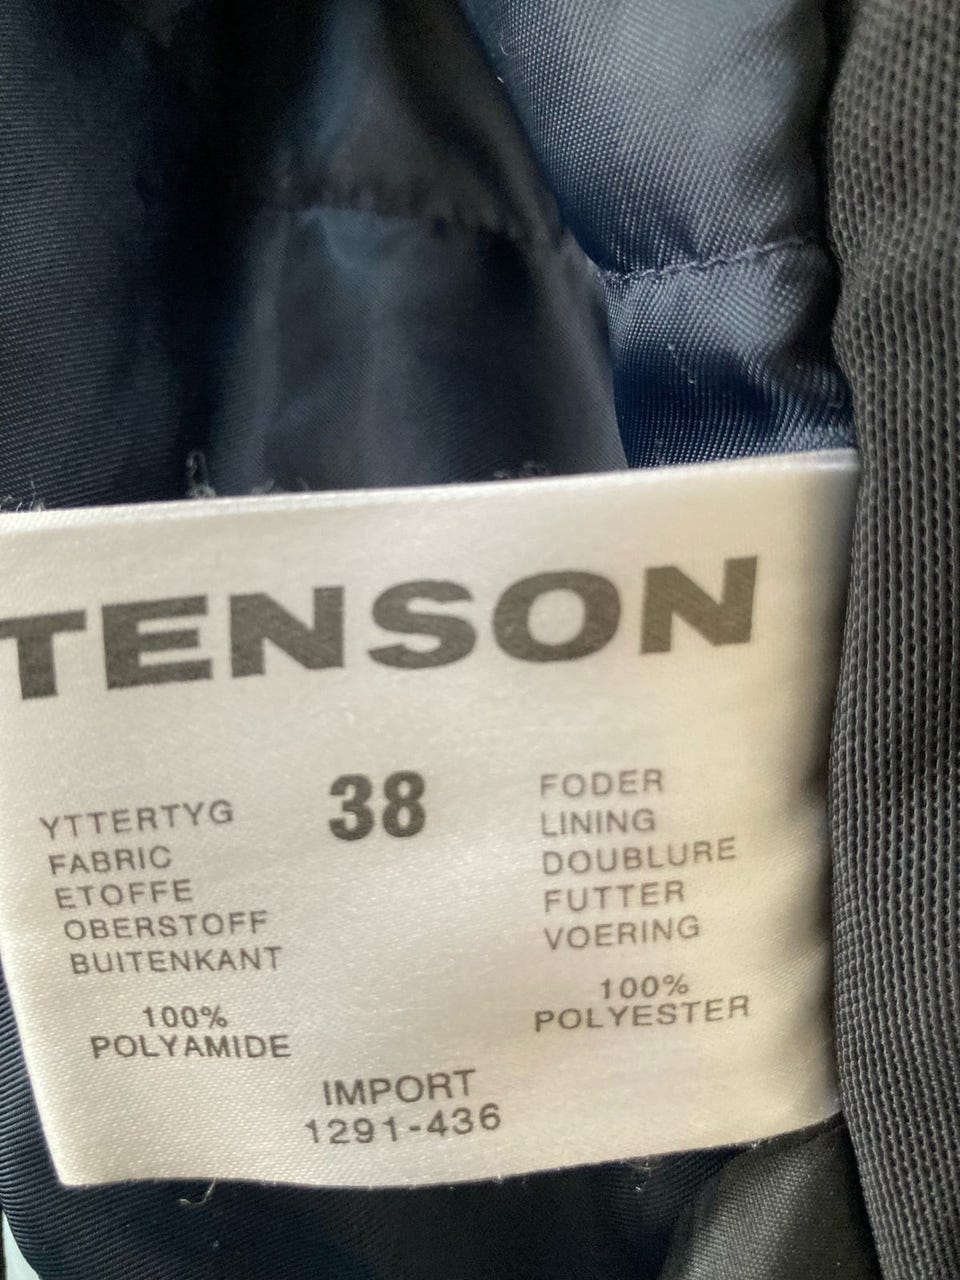 TENSON
38
YTTERTYG
FABRIC
ETOFFE
OBERSTOFF
BUITENKANT
100%
POLYAMIDE
FODER
LINING
DOUBLURE
FUTTER
VOERING
100%
POLYESTER
IMPORT
1291-436